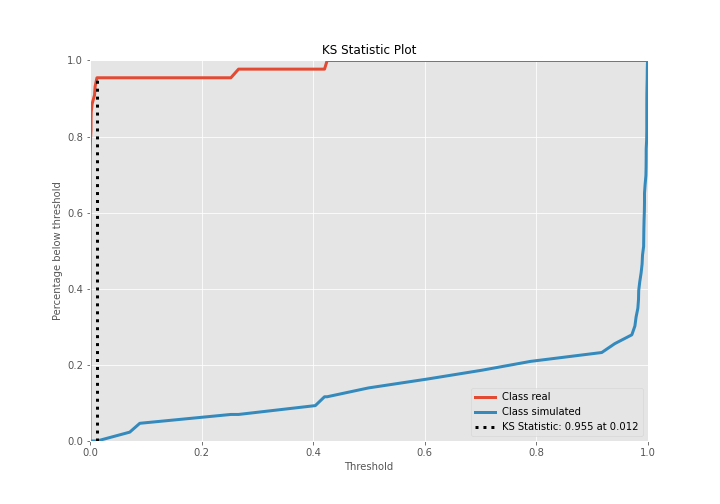 KS Statistic Plot
1.0
0.8
0.6
0.4
0.2
0.0
Percentage below threshold
0.0 0.2 0.4 0.6 0.8 1.0
Threshold
Class real
Class simulated
KS Statistic: 0.955 at 0.012